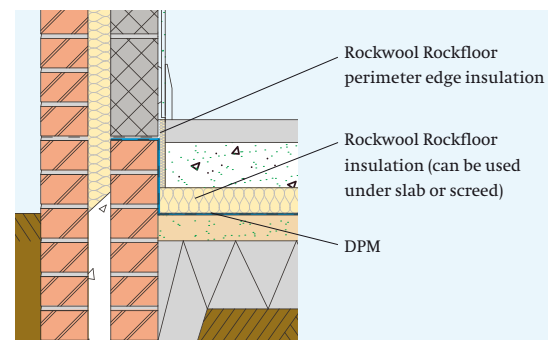 Rockwool Rockfloor
perimeter edge insulation
Rockwool Rockfloor
insulation (can be used
under slab or screed)
DPM